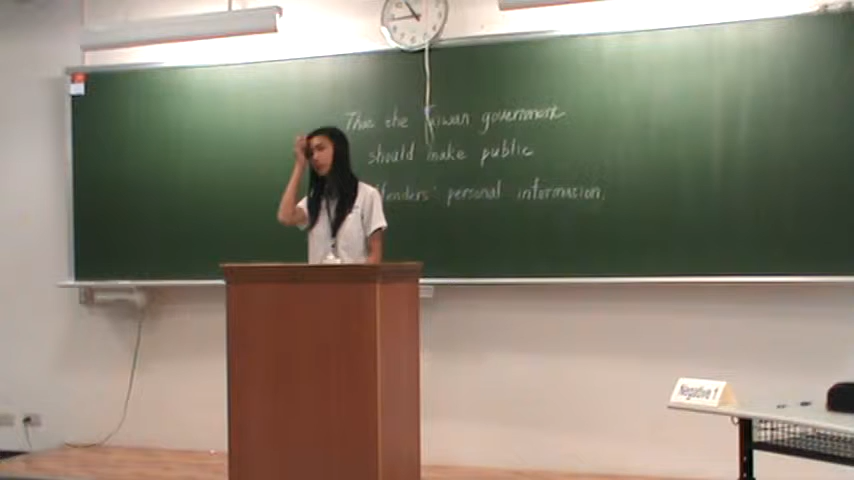 That the Taiwan government
should make public
offenders' personal information.
Negative 1